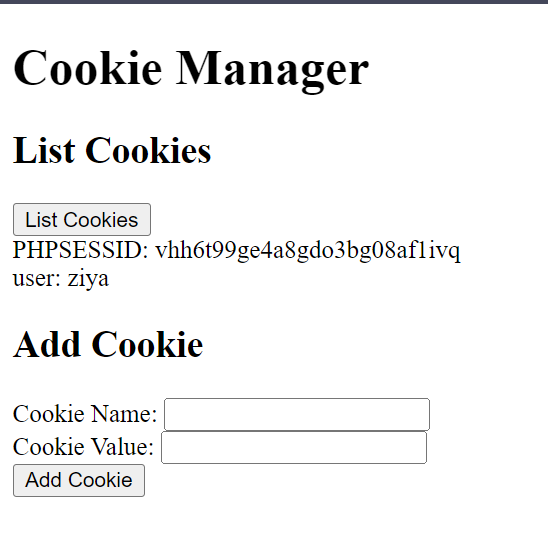 Cookie Manager
List Cookies
List Cookies
PHPSESSID: vhh6t99ge4a8gdo3bg08af1ivq
user: ziya
Add Cookie
Cookie Name:
Cookie Value:
Add Cookie